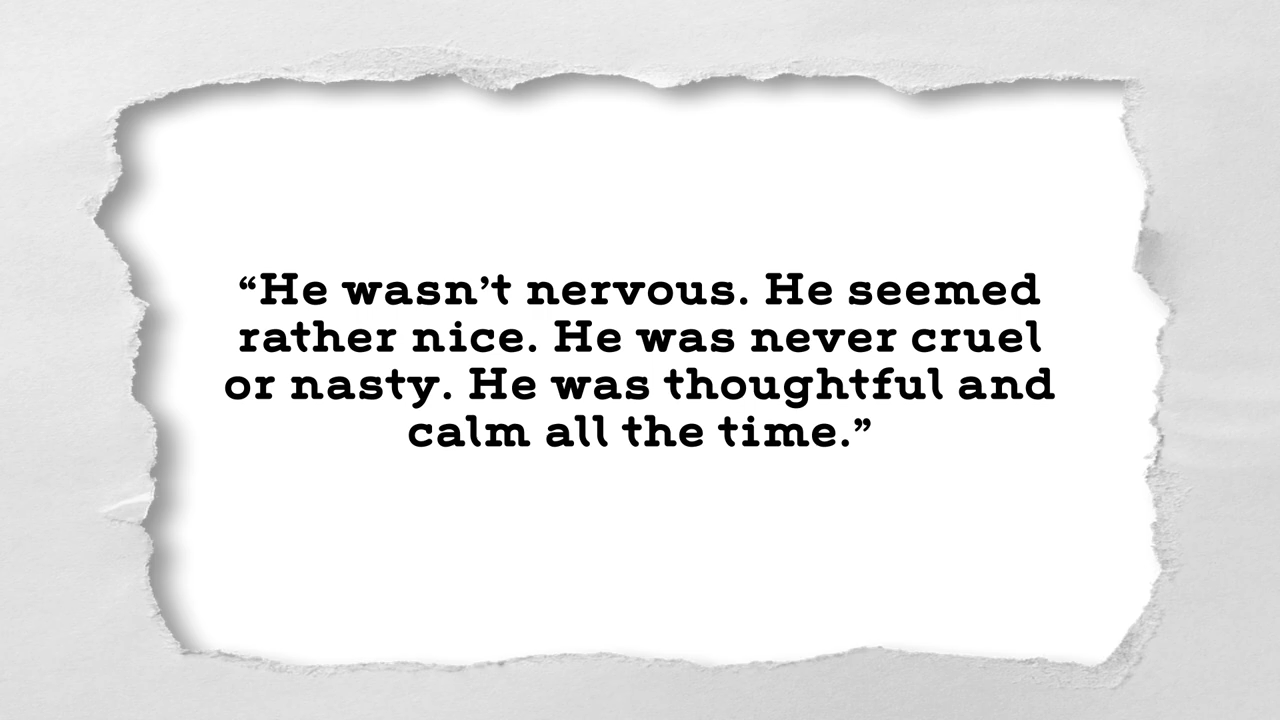 “He wasn’t nervous. He seemed
rather nice. He was never cruel
or nasty. He was thoughtful and
calm all the time.”